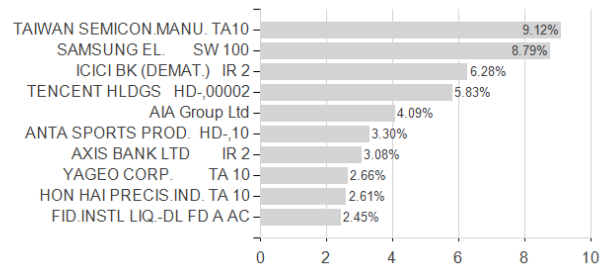 TAIWAN SEMICON.MANU. TA10 9.12%
SAMSUNG EL. SW 100 8.79%
ICICI BK (DEMAT.) IR 2 6.28%
TENCENT HLDGS HD-,00002 5.83%
AIA Group Ltd 4.09%
ANTA SPORTS PROD. HD-,10 3.30%
AXIS BANK LTD IR 2 3.08%
YAGEO CORP. TA 10 2.66%
HON HAI PRECIS.IND. TA 10 2.61%
FID.INSTL LIQ.-DL FD A AC 2.45%
0 2 4 6 8 10